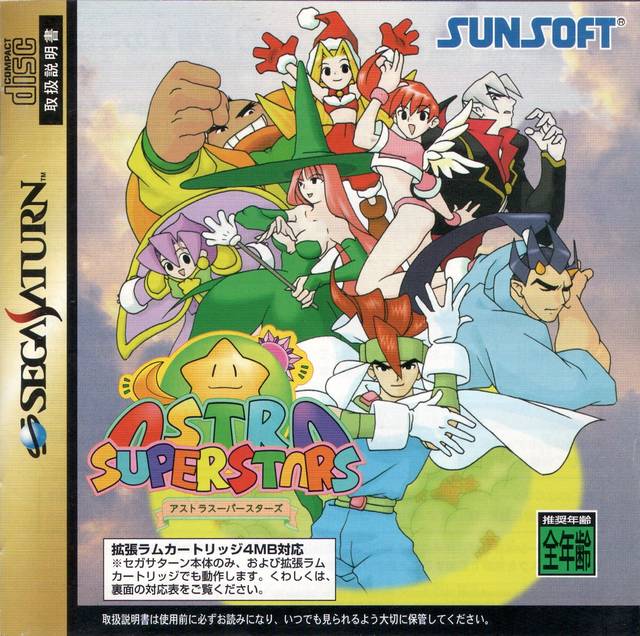 COMPACT
disc
取扱説明書
SUNSOFT®
SEGA SATURN™
ASTRA
SUPERSTARS
アストラスーパースターズ
拡張ラムカートリッジ4MB対応
※セガサターン本体のみ、および拡張ラム
カートリッジでも動作します。くわしくは、
裏面の対応表をご覧ください。
推奨年齢
全年齢
取扱説明書は使用前に必ずお読みになり、いつでも見られるよう大切に保管してください。